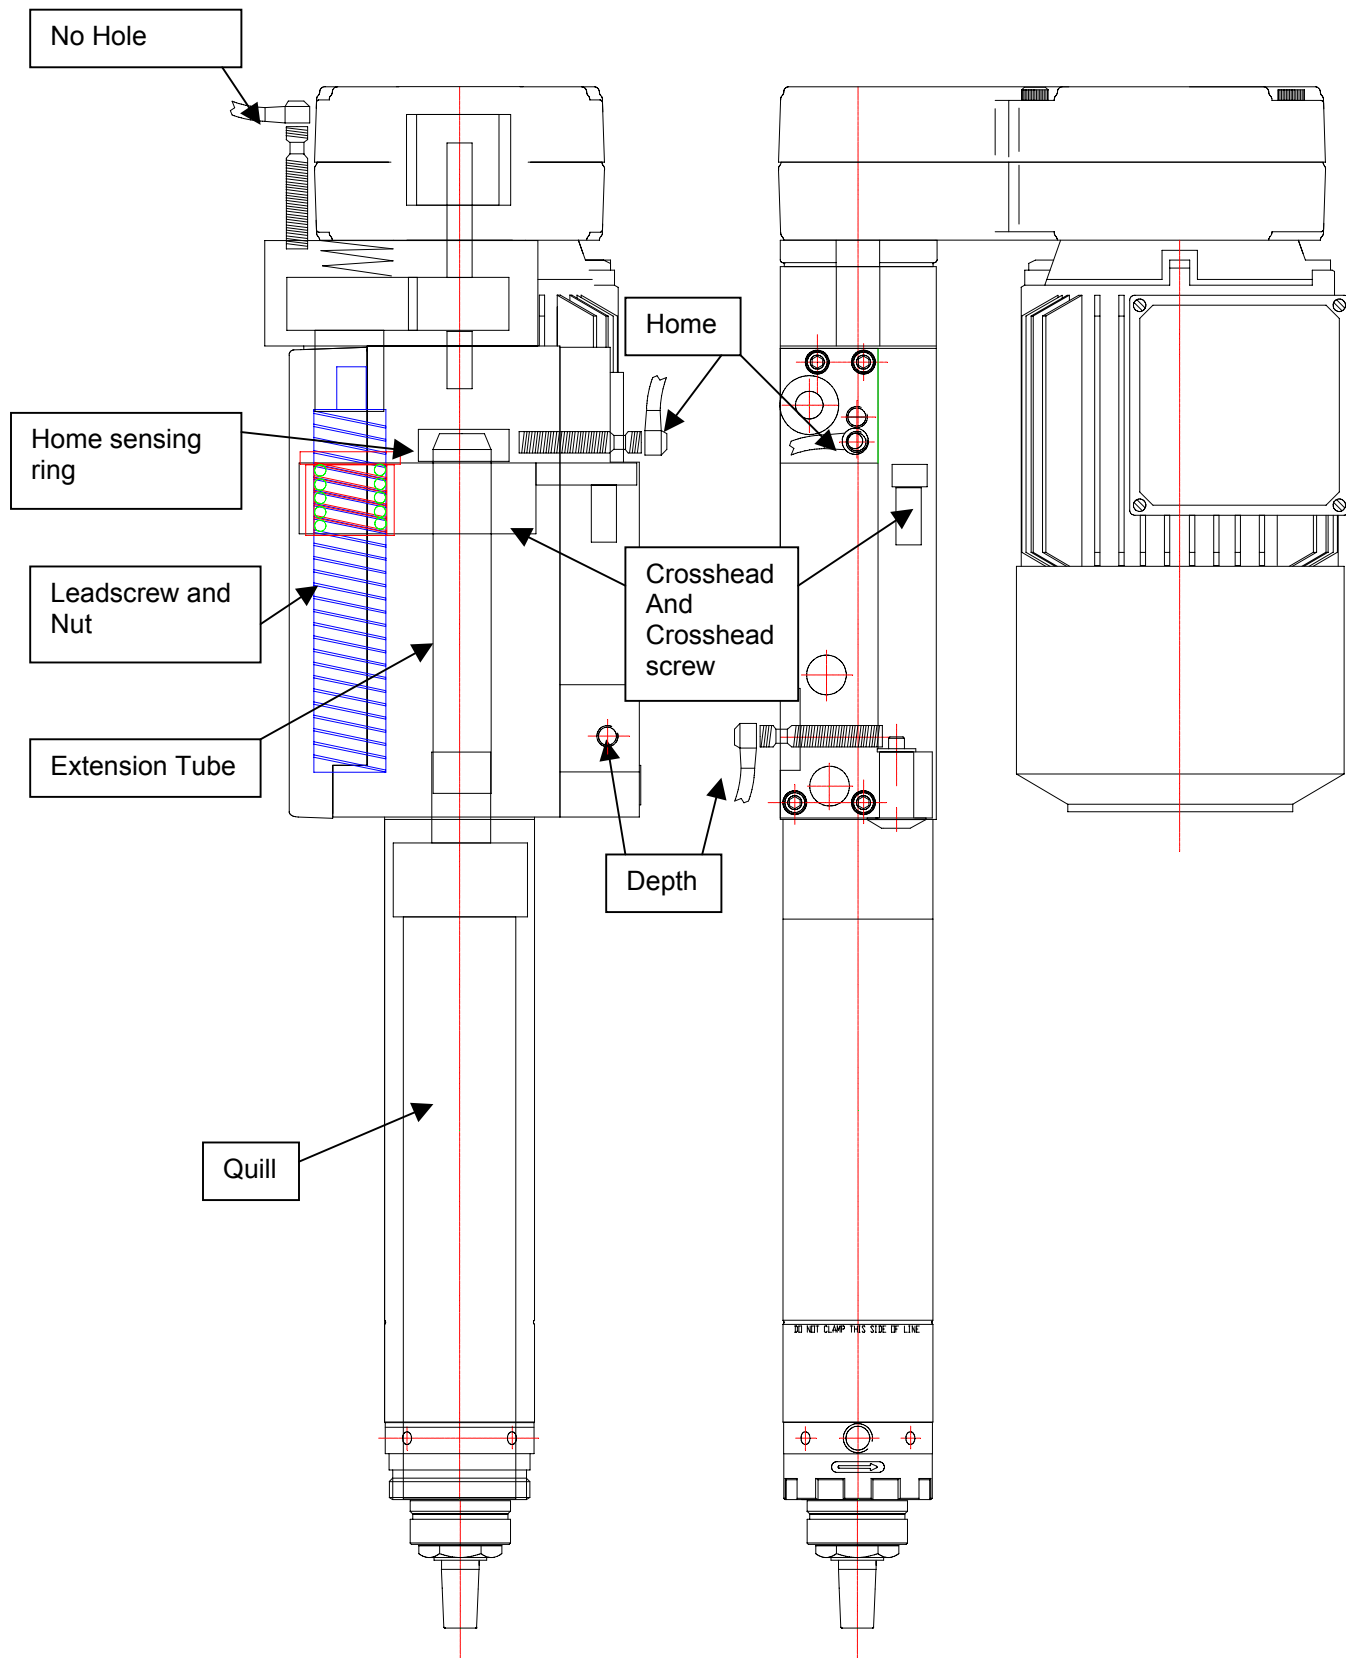 No Hole
Home
Home sensing
ring
Leadscrew and
Nut
Crosshead
And
Crosshead
screw
Extension Tube
Depth
Quill
DO NOT CLAMP THIS SIDE OF LINE